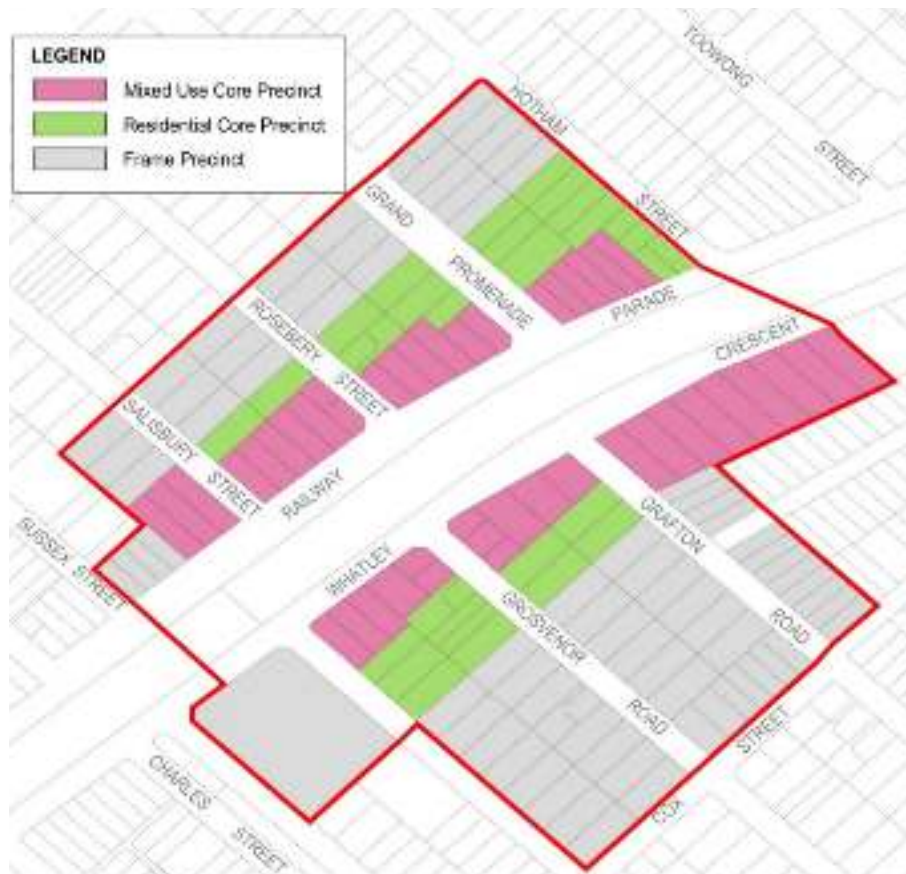 LEGEND
Mixed Use Core Precinct
Residential Core Precinct
Frame Precinct
TOOWONG
STREET
HOTHAM
STREET
GRAND
PROMENADE
PARADE
CRESCENT
ROSEBERY
STREET
SALISBURY
STREET
RAILWAY
SUSSEX STREET
WHATLEY
GRAFTON
ROAD
GROSVENOR
ROAD
COX
STREET
CHARLES
STREET